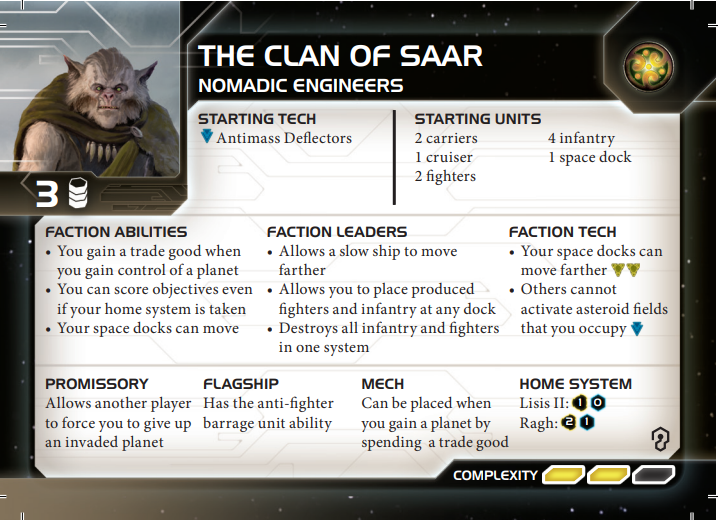 THE CLAN OF SAAR
NOMADIC ENGINEERS
3
STARTING TECH
Antimass Deflectors
STARTING UNITS
2 carriers
1 cruiser
2 fighters
4 infantry
1 space dock
FACTION ABILITIES
• You gain a trade good when
you gain control of a planet
• You can score objectives even
if your home system is taken
• Your space docks can move
FACTION LEADERS
• Allows a slow ship to move
farther
• Allows you to place produced
fighters and infantry at any dock
• Destroys all infantry and fighters
in one system
FACTION TECH
• Your space docks can
move farther
• Others cannot
activate asteroid fields
that you occupy
PROMISSORY
Allows another player
to force you to give up
an invaded planet
FLAGSHIP
Has the anti-fighter
barrage unit ability
MECH
Can be placed when
you gain a planet by
spending a trade good
HOME SYSTEM
Lisis II: 1 0
Ragh: 2 1
COMPLEXITY